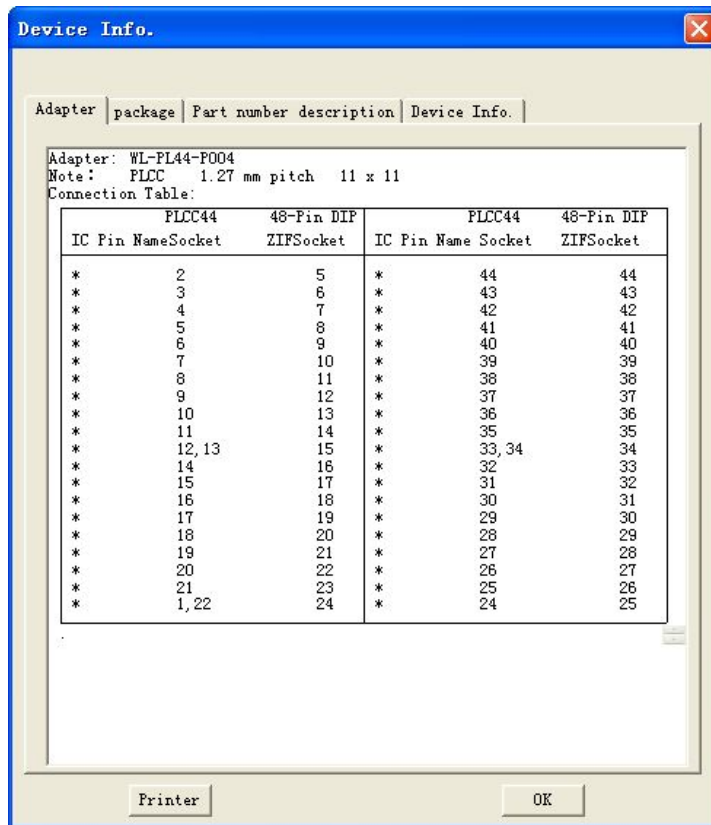 Device Info.
Adapter package Part number description Device Info.
Adapter: WL-PL44-P004
Note: PLCC 1.27 mm pitch 11 x 11
Connection Table:
PLCC44 48-Pin DIP PLCC44 48-Pin DIP
IC Pin NameSocket ZIFSocket IC Pin Name Socket ZIFSocket
* 2 5 * 44 44
* 3 6 * 43 43
* 4 7 * 42 42
* 5 8 * 41 41
* 6 9 * 40 40
* 7 10 * 39 39
* 8 11 * 38 38
* 9 12 * 37 37
* 10 13 * 36 36
* 11 14 * 35 35
* 12,13 15 * 33,34 34
* 14 16 * 32 33
* 15 17 * 31 32
* 16 18 * 30 31
* 17 19 * 29 30
* 18 20 * 28 29
* 19 21 * 27 28
* 20 22 * 26 27
* 21 23 * 25 26
* 1,22 24 * 24 25
.
Printer OK